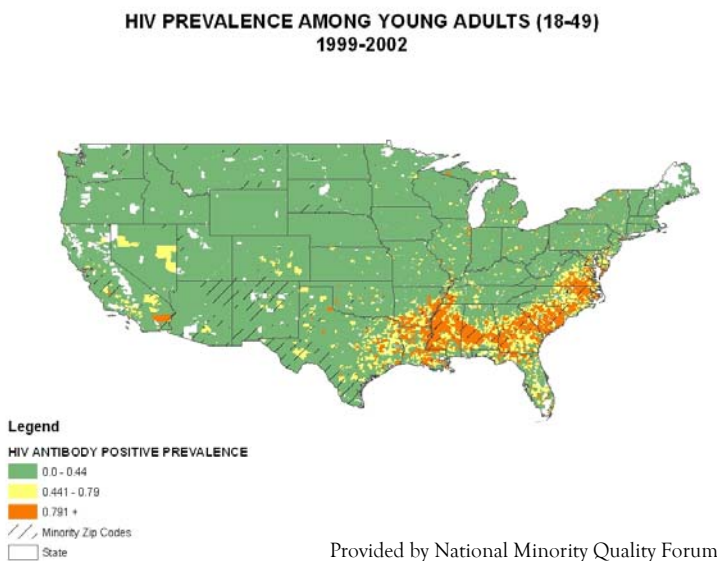 HIV PREVALENCE AMONG YOUNG ADULTS (18-49)
1999-2002
Legend
HIV ANTIBODY POSITIVE PREVALENCE
0.0 - 0.44
0.441 - 0.79
0.791 +
Minority Zip Codes
State
Provided by National Minority Quality Forum